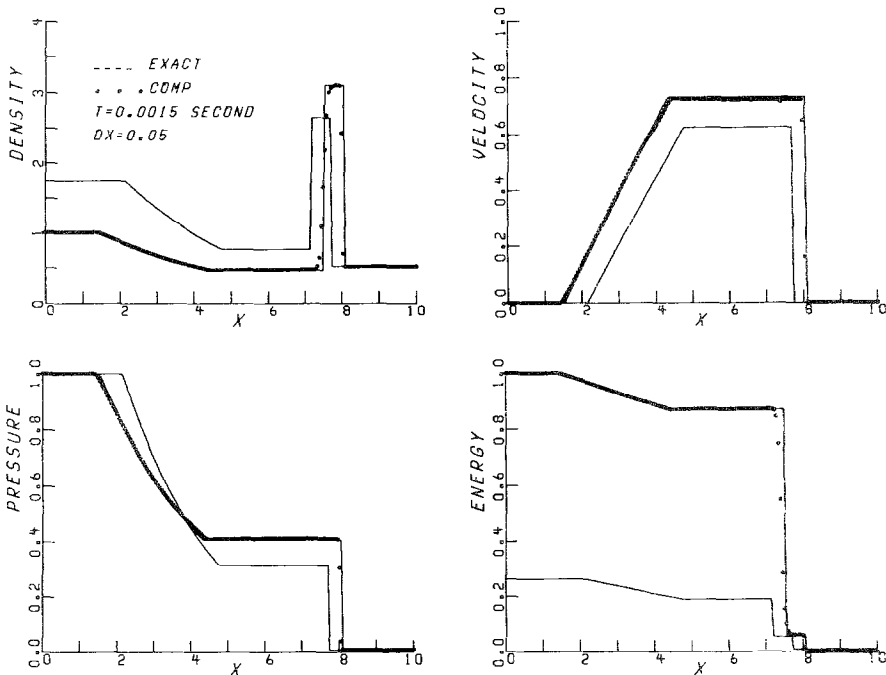 DENSITY
4
3
2
1
0
---- EXACT
• • • COMP
T=0.0015 SECOND
DX=0.05
0 2 4 6 8 10
X
VELOCITY
1.0
0.8
0.6
0.4
0.2
0.0
0 2 4 6 8 10
X
PRESSURE
1.0
0.8
0.6
0.4
0.2
0.0
0 2 4 6 8 10
X
ENERGY
1.0
0.8
0.6
0.4
0.2
0.0
0 2 4 6 8 10
X